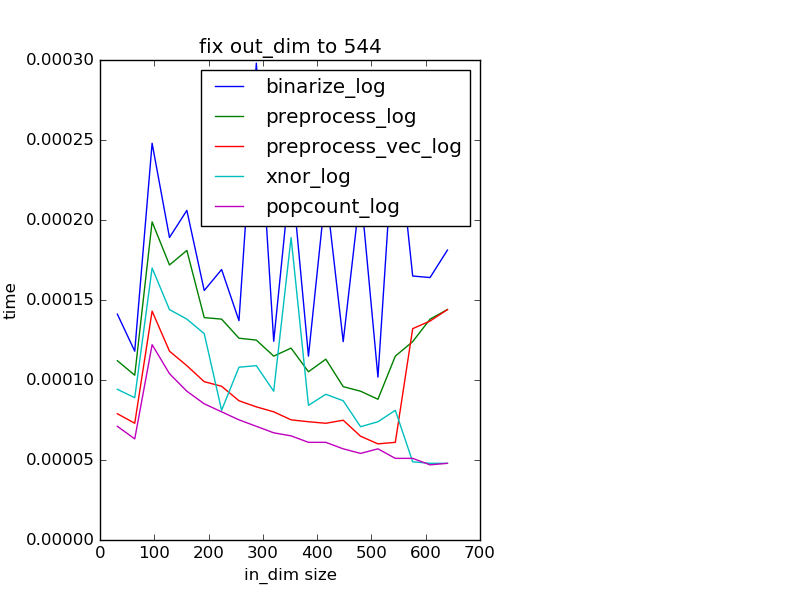 fix out_dim to 544
0.00030
0.00025
0.00020
0.00015
0.00010
0.00005
0.00000
time
binarize_log
preprocess_log
preprocess_vec_log
xnor_log
popcount_log
0 100 200 300 400 500 600 700
in_dim size